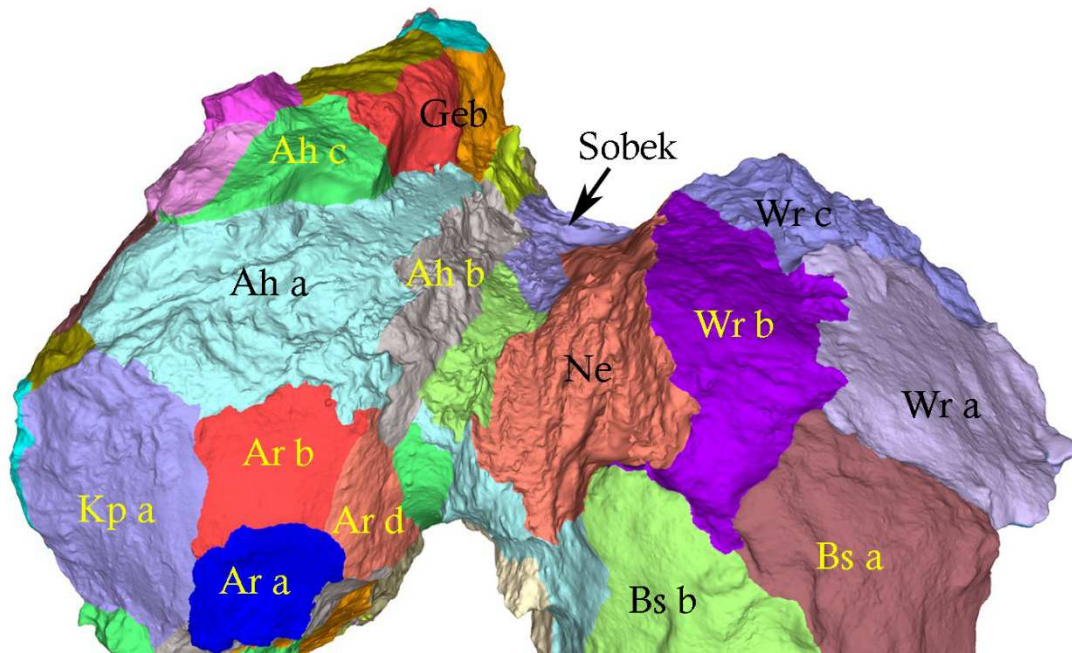 Geb
Sobek
Ah c
Wr c
Ah b
Ah a
Wr b
Ne
Wr a
Ar b
Kp a
Ar d
Bs a
Ar a
Bs b